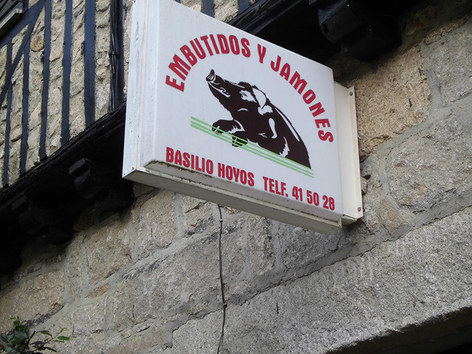 EMBUTIDOS Y JAMONES
BASILIO HOYOS TELF. 41 50 28